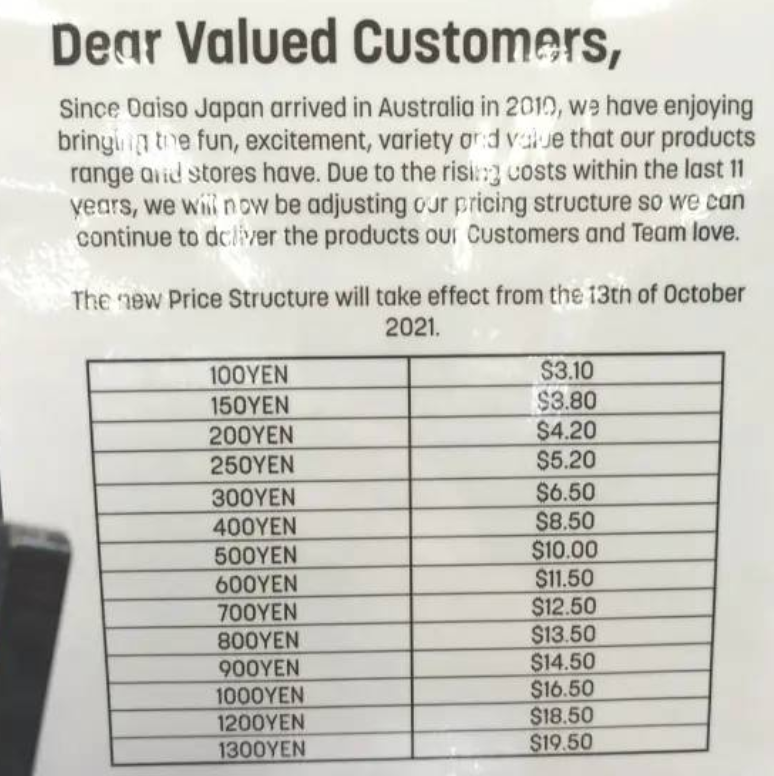 Dear Valued Customers,
Since Daiso Japan arrived in Australia in 2010, we have enjoying
bringing the fun, excitement, variety and value that our products
range and stores have. Due to the rising costs within the last 11
years, we will now be adjusting our pricing structure so we can
continue to deliver the products our Customers and Team love.
The new Price Structure will take effect from the 13th of October
2021.
100YEN $3.10
150YEN $3.80
200YEN $4.20
250YEN $5.20
300YEN $6.50
400YEN $8.50
500YEN $10.00
600YEN $11.50
700YEN $12.50
800YEN $13.50
900YEN $14.50
1000YEN $16.50
1200YEN $18.50
1300YEN $19.50